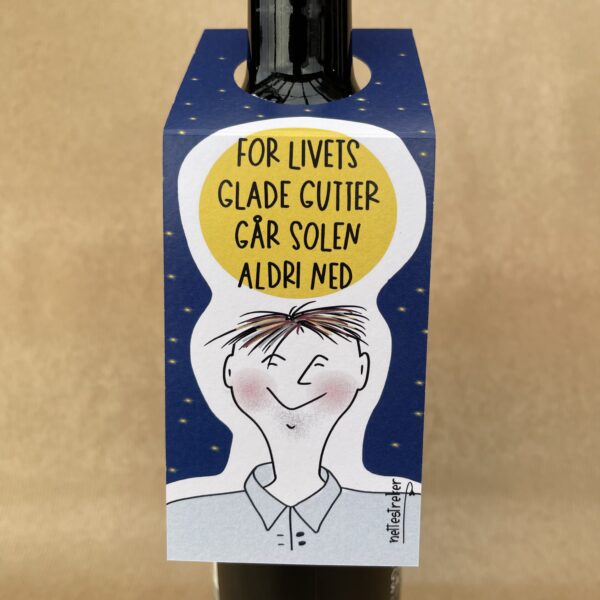 FOR LIVETS
GLADE GUTTER
GÅR SOLEN
ALDRI NED
nettestreker